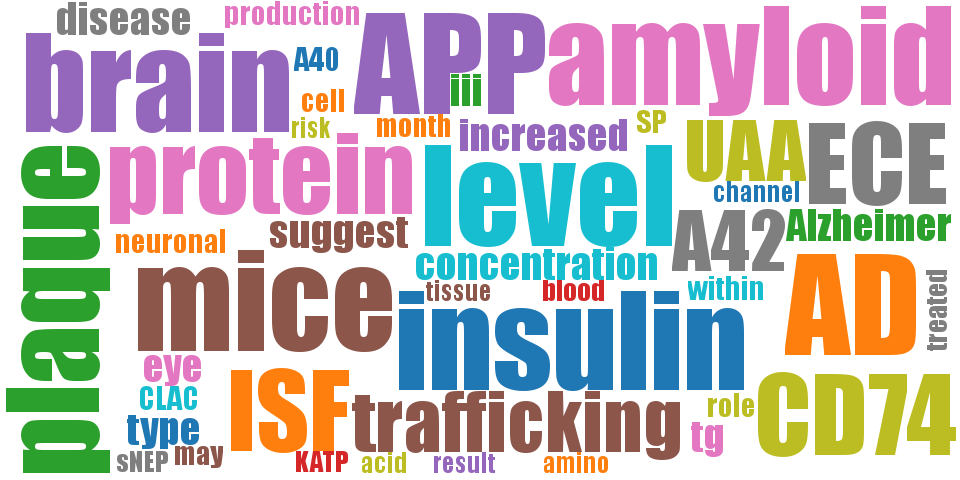 disease
production
brain
A40
APP
amyloid
iii
cell
risk
month
increased
SP
UAA
ECE
plaque
protein
level
channel
neuronal
suggest
A42
Alzheimer
mice
concentration
tissue
blood
within
insulin
AD
treated
eye
CLAC
type
ISF
trafficking
role
CD74
sNEP
may
KATP
acid
result
amino
tg